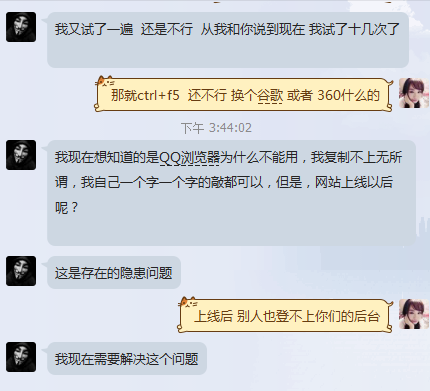 我又试了一遍  还是不行  从我和你说到现在 我试了十几次了
那就ctrl+f5  还不行 换个谷歌 或者 360什么的
下午 3:44:02
我现在想知道的是QQ浏览器为什么不能用，我复制不上无所
谓，我自己一个字一个字的敲都可以，但是，网站上线以后
呢？
这是存在的隐患问题
上线后 别人也登不上你们的后台
我现在需要解决这个问题